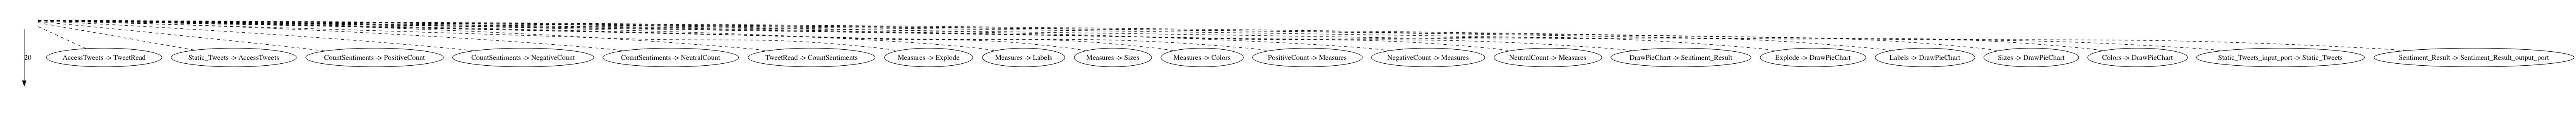 20
AccessTweets -> TweetRead
Static_Tweets -> AccessTweets
CountSentiments -> PositiveCount
CountSentiments -> NegativeCount
CountSentiments -> NeutralCount
TweetRead -> CountSentiments
Measures -> Explode
Measures -> Labels
Measures -> Sizes
Measures -> Colors
PositiveCount -> Measures
NegativeCount -> Measures
NeutralCount -> Measures
DrawPieChart -> Sentiment_Result
Explode -> DrawPieChart
Labels -> DrawPieChart
Sizes -> DrawPieChart
Colors -> DrawPieChart
Static_Tweets_input_port -> Static_Tweets
Sentiment_Result -> Sentiment_Result_output_port